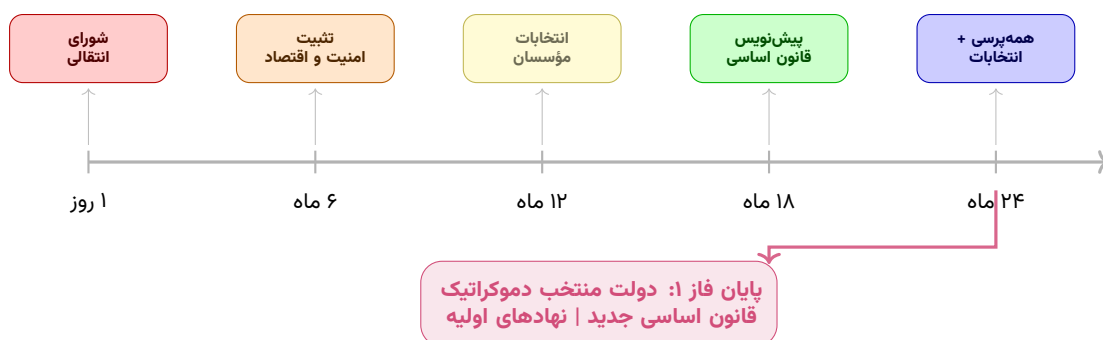 شورای
انتقالی
تثبیت
امنیت و اقتصاد
انتخابات
مؤسسان
پیش‌نویس
قانون اساسی
همه‌پرسی +
انتخابات
۱ روز
۶ ماه
۱۲ ماه
۱۸ ماه
۲۴ ماه
پایان فاز ۱: دولت منتخب دموکراتیک
قانون اساسی جدید | نهادهای اولیه